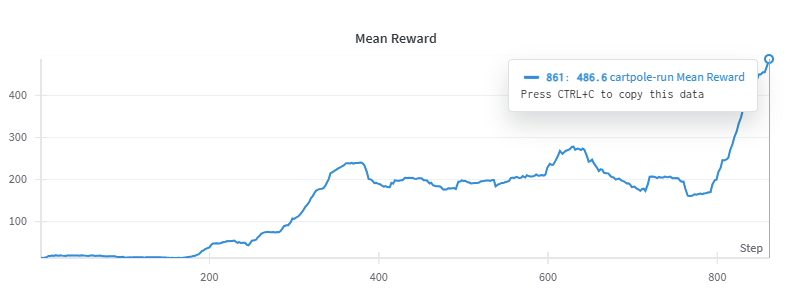 Mean Reward
861: 486.6 cartpole-run Mean Reward
Press CTRL+C to copy this data
400
300
200
100
Step
200
400
600
800